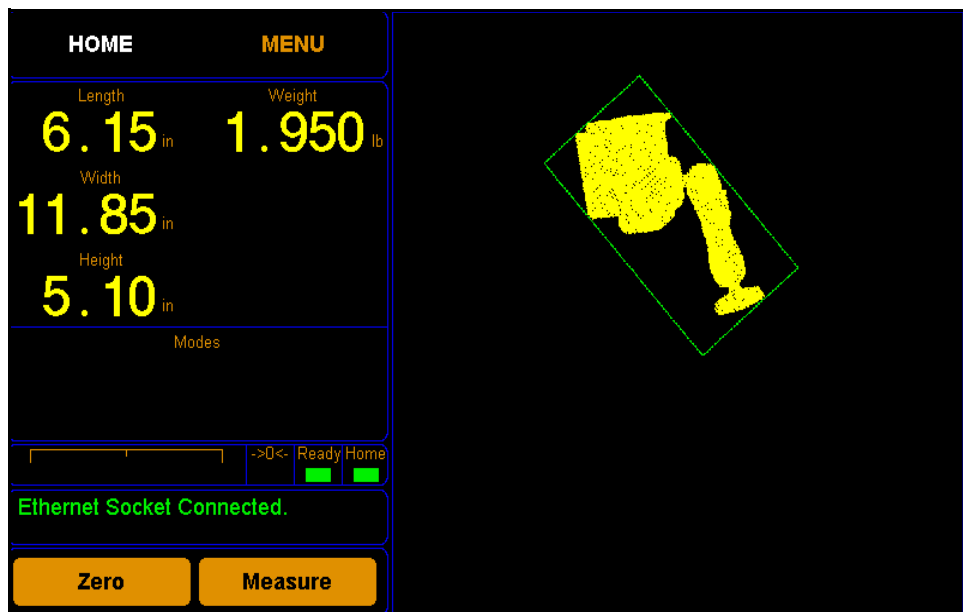 HOME MENU
Length Weight
6.15 in 1.950 lb
Width
11.85 in
Height
5.10 in
Modes
->0<- Ready Home
Ethernet Socket Connected.
Zero Measure